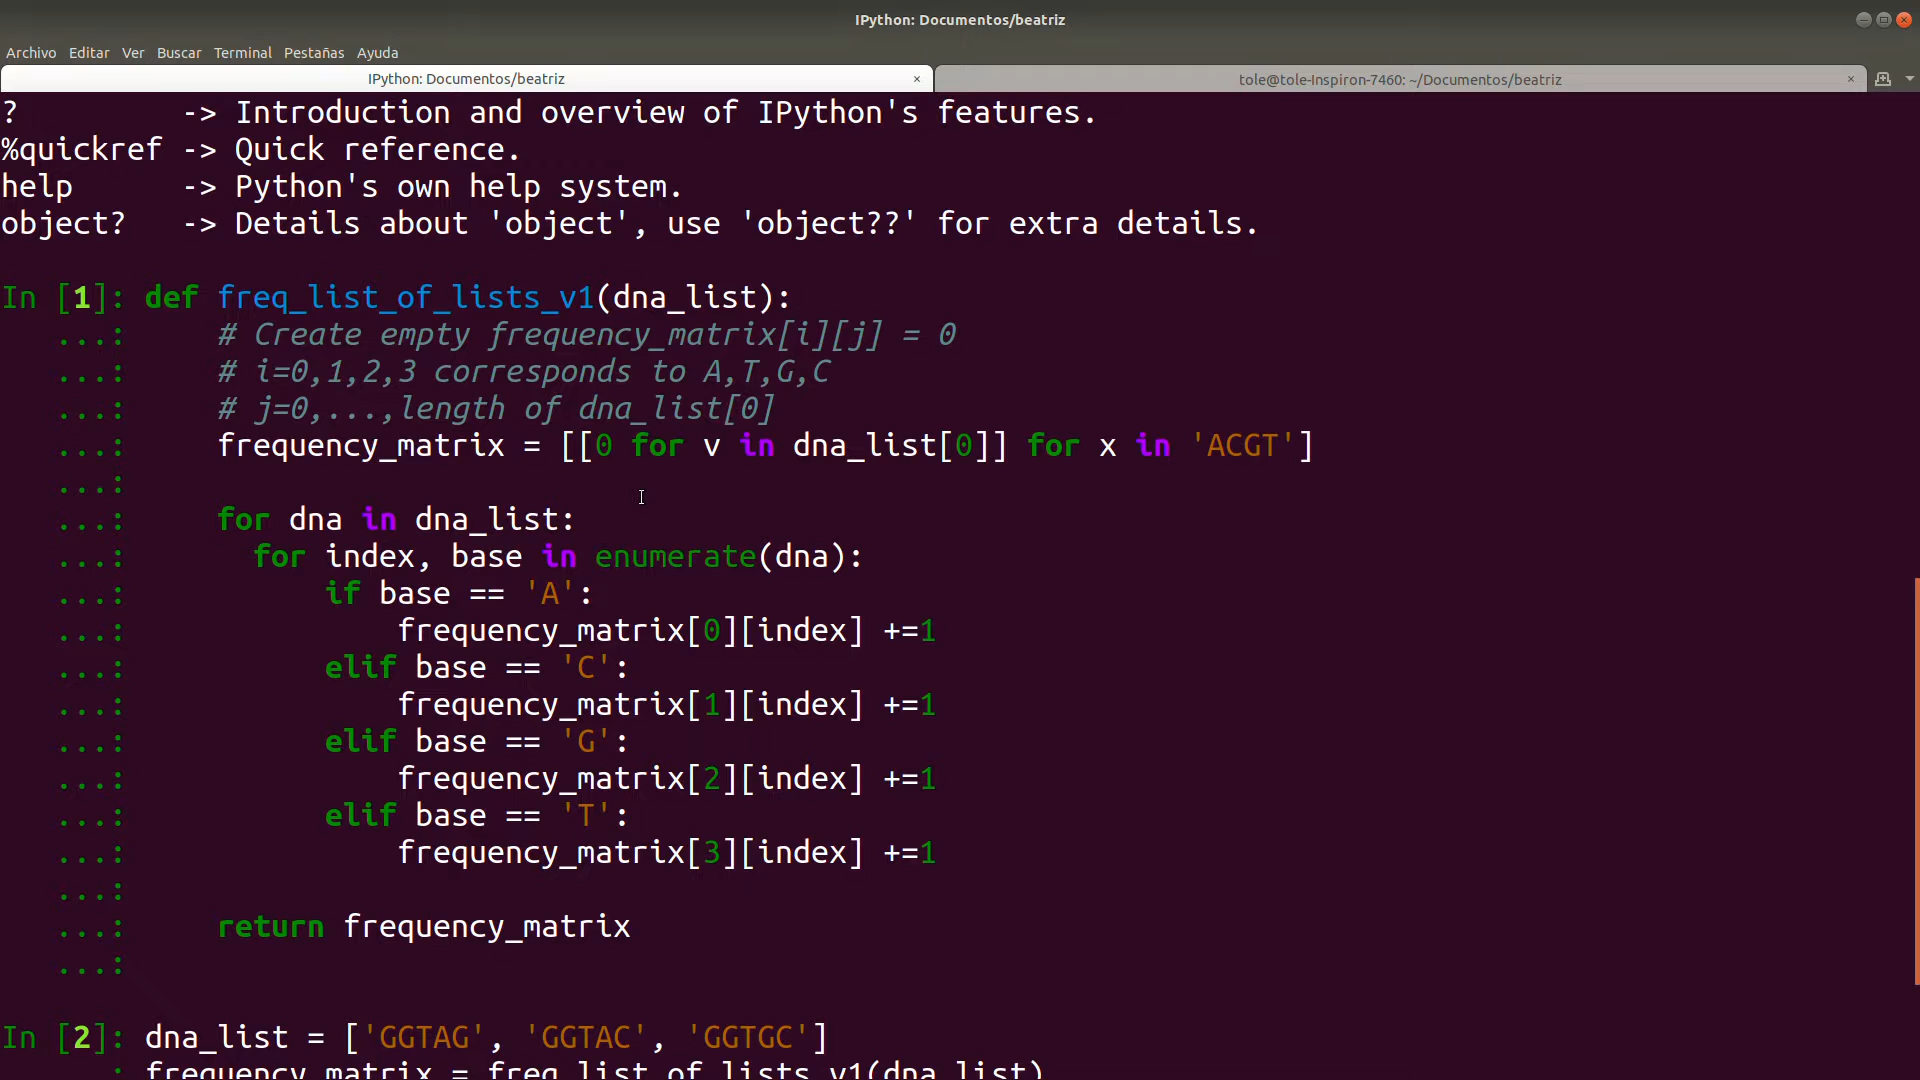 IPython: Documentos/beatriz
Archivo Editar Ver Buscar Terminal Pestañas Ayuda
IPython: Documentos/beatriz × tole@tole-Inspiron-7460: ~/Documentos/beatriz ×
? -> Introduction and overview of IPython's features.
%quickref -> Quick reference.
help -> Python's own help system.
object? -> Details about 'object', use 'object??' for extra details.
In [1]: def freq_list_of_lists_v1(dna_list):
...: # Create empty frequency_matrix[i][j] = 0
...: # i=0,1,2,3 corresponds to A,T,G,C
...: # j=0,...,length of dna_list[0]
...: frequency_matrix = [[0 for v in dna_list[0]] for x in 'ACGT']
...:
...: for dna in dna_list:
...: for index, base in enumerate(dna):
...: if base == 'A':
...: frequency_matrix[0][index] +=1
...: elif base == 'C':
...: frequency_matrix[1][index] +=1
...: elif base == 'G':
...: frequency_matrix[2][index] +=1
...: elif base == 'T':
...: frequency_matrix[3][index] +=1
...:
...: return frequency_matrix
...:
In [2]: dna_list = ['GGTAG', 'GGTAC', 'GGTGC']
...: frequency_matrix = freq_list_of_lists_v1(dna_list)